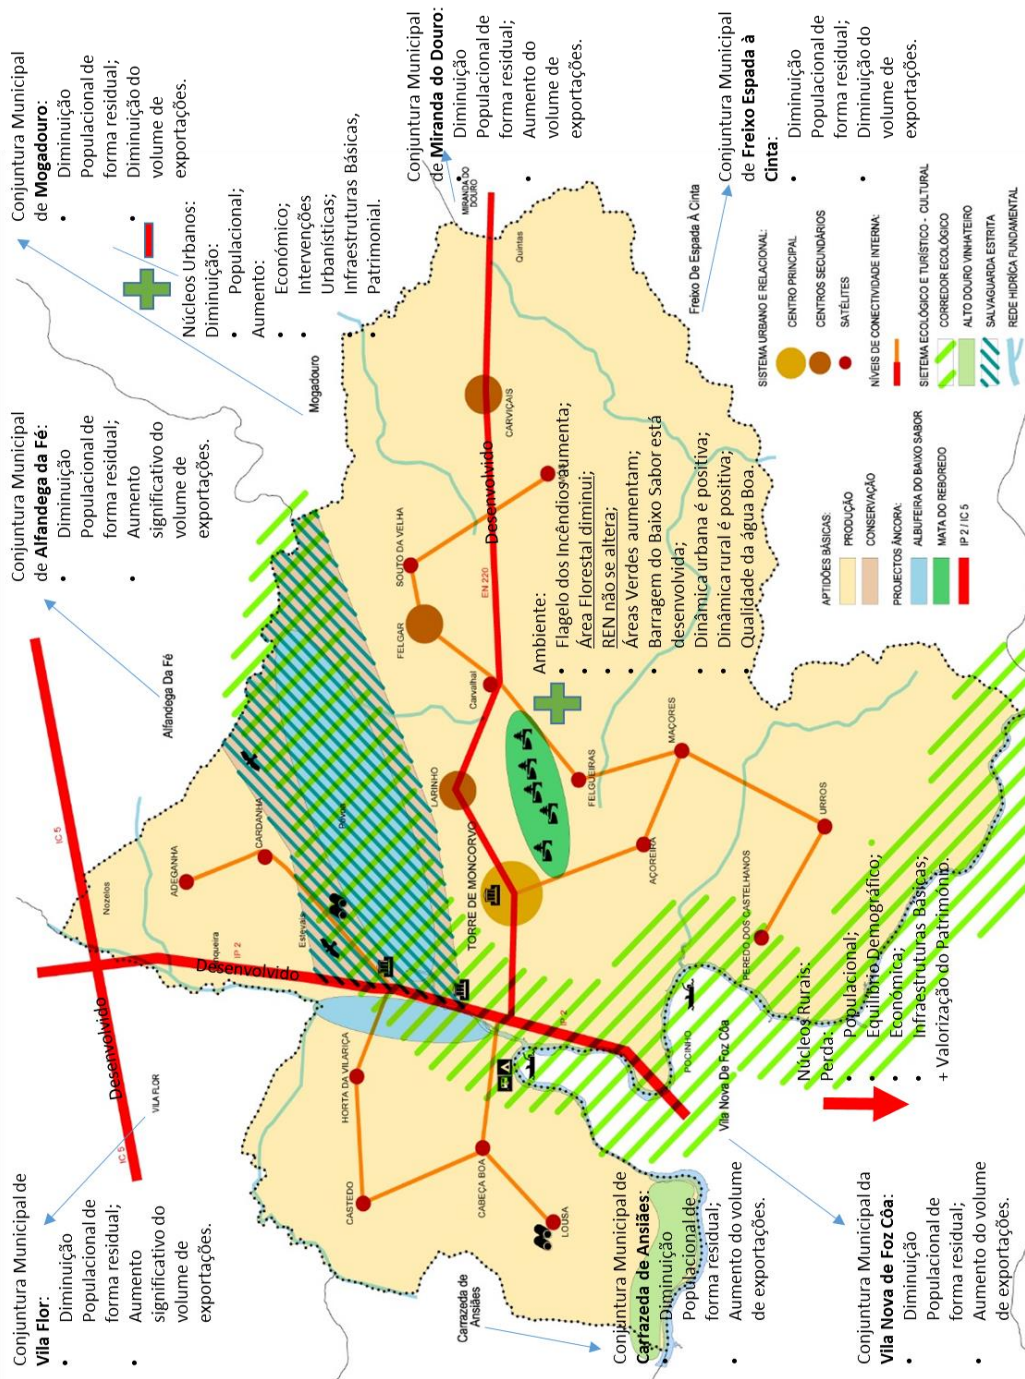 Conjuntura Municipal de
Vila Flor:
• Diminuição
Populacional de
forma residual;
• Aumento
significativo do
volume de
exportações.
Conjuntura Municipal
de Alfandega da Fé:
• Diminuição
Populacional de
forma residual;
• Aumento
significativo do
volume de
exportações.
Conjuntura Municipal
de Mogadouro:
• Diminuição
Populacional de
forma residual;
• Diminuição do
volume de
exportações.
Núcleos Urbanos:
Diminuição:
• Populacional;
Aumento:
• Económico;
• Intervenções
Urbanísticas;
• Infraestruturas Básicas,
• Patrimonial.
Conjuntura Municipal
de Miranda do Douro:
• Diminuição
Populacional de
forma residual;
• Aumento do
volume de
exportações.
Conjuntura Municipal
de Freixo Espada à
Cinta:
• Diminuição
Populacional de
forma residual;
• Diminuição do
volume de
exportações.
IC 5
Desenvolvido
IC 5
VILA FLOR
Nozelos
Alfandega Da Fé
Mogadouro
MIRANDA DO
DOURO
Quintas
Freixo De Espada À Cinta
ADEGANHA
CARDANHA
Estevais
Póvoa
IP 2
Desenvolvido
HORTA DA VILARIÇA
CASTEDO
CABEÇA BOA
LOUSA
Carrazeda de
Ansiães
TORRE DE MONCORVO
LARINHO
Carvalhal
FELGAR
SOUTO DA VELHA
EN 220
Desenvolvido
CARVIÇAIS
FELGUEIRAS
MAÇORES
AÇOREIRA
URROS
PEREDO DOS CASTELHANOS
IP 2
POCINHO
Vila Nova De Foz Côa
Ambiente:
• Flagelo dos Incêndios aumenta;
• Área Florestal diminui;
• REN não se altera;
• Áreas Verdes aumentam;
• Barragem do Baixo Sabor está
desenvolvida;
• Dinâmica urbana é positiva;
• Dinâmica rural é positiva;
• Qualidade da água Boa.
SISTEMA URBANO E RELACIONAL:
CENTRO PRINCIPAL
CENTROS SECUNDÁRIOS
SATÉLITES
NÍVEIS DE CONECTIVIDADE INTERNA:
SIETEMA ECOLÓGICO E TURÍSTICO - CULTURAL
CORREDOR ECOLÓGICO
ALTO DOURO VINHATEIRO
SALVAGUARDA ESTRITA
REDE HIDRÍCA FUNDAMENTAL
APTIDÕES BÁSICAS:
PRODUÇÃO
CONSERVAÇÃO
PROJECTOS ÂNCORA:
ALBUFEIRA DO BAIXO SABOR
MATA DO REBOREDO
IP 2 / IC 5
Conjuntura Municipal de
Carrazeda de Ansiães:
• Diminuição
Populacional de
forma residual;
• Aumento do volume
de exportações.
Conjuntura Municipal da
Vila Nova de Foz Côa:
• Diminuição
Populacional de
forma residual;
• Aumento do volume
de exportações.
Núcleos Rurais:
Perda:
• Populacional;
• Equilíbrio Demográfico;
• Económica;
• Infraestruturas Básicas;
+ Valorização do Património.